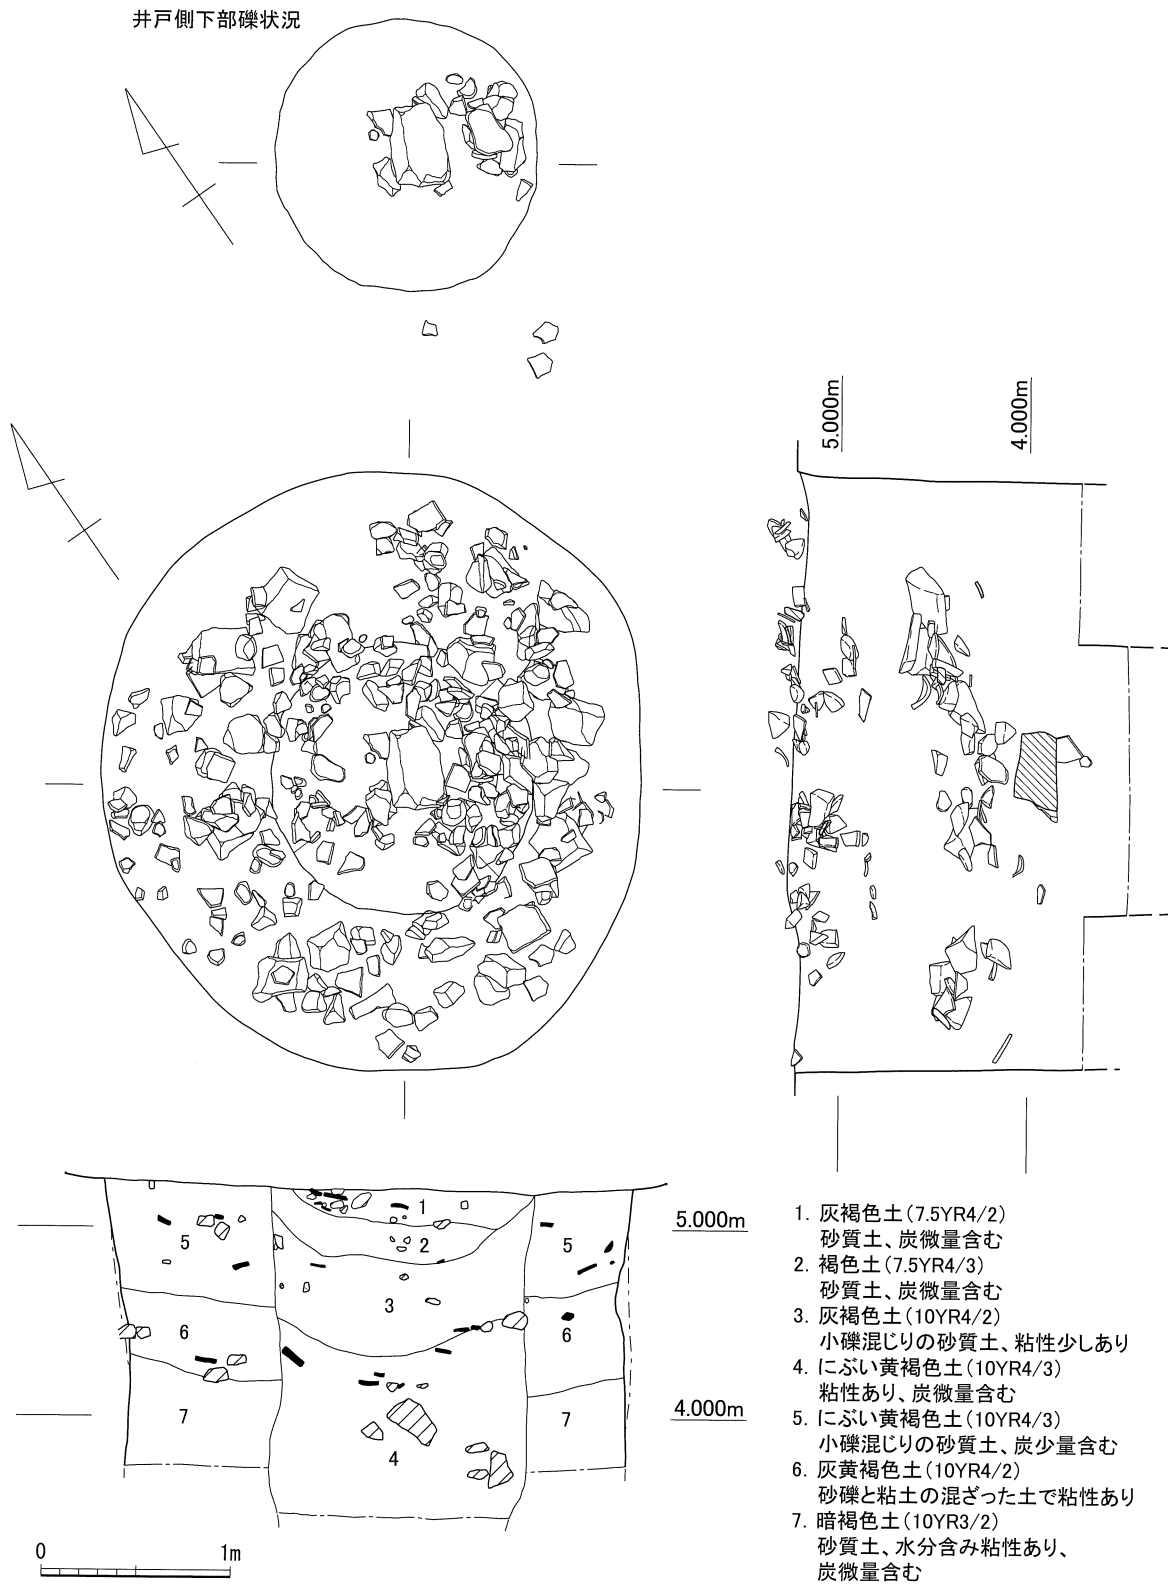 井戸側下部礫状況
5.000m
4.000m
1
2
3
4
5
5
6
6
7
7
5.000m
4.000m
0 1m
1. 灰褐色土(7.5YR4/2)
砂質土、炭微量含む
2. 褐色土(7.5YR4/3)
砂質土、炭微量含む
3. 灰褐色土(10YR4/2)
小礫混じりの砂質土、粘性少しあり
4. にぶい黄褐色土(10YR4/3)
粘性あり、炭微量含む
5. にぶい黄褐色土(10YR4/3)
小礫混じりの砂質土、炭少量含む
6. 灰黄褐色土(10YR4/2)
砂礫と粘土の混ざった土で粘性あり
7. 暗褐色土(10YR3/2)
砂質土、水分含み粘性あり、
炭微量含む